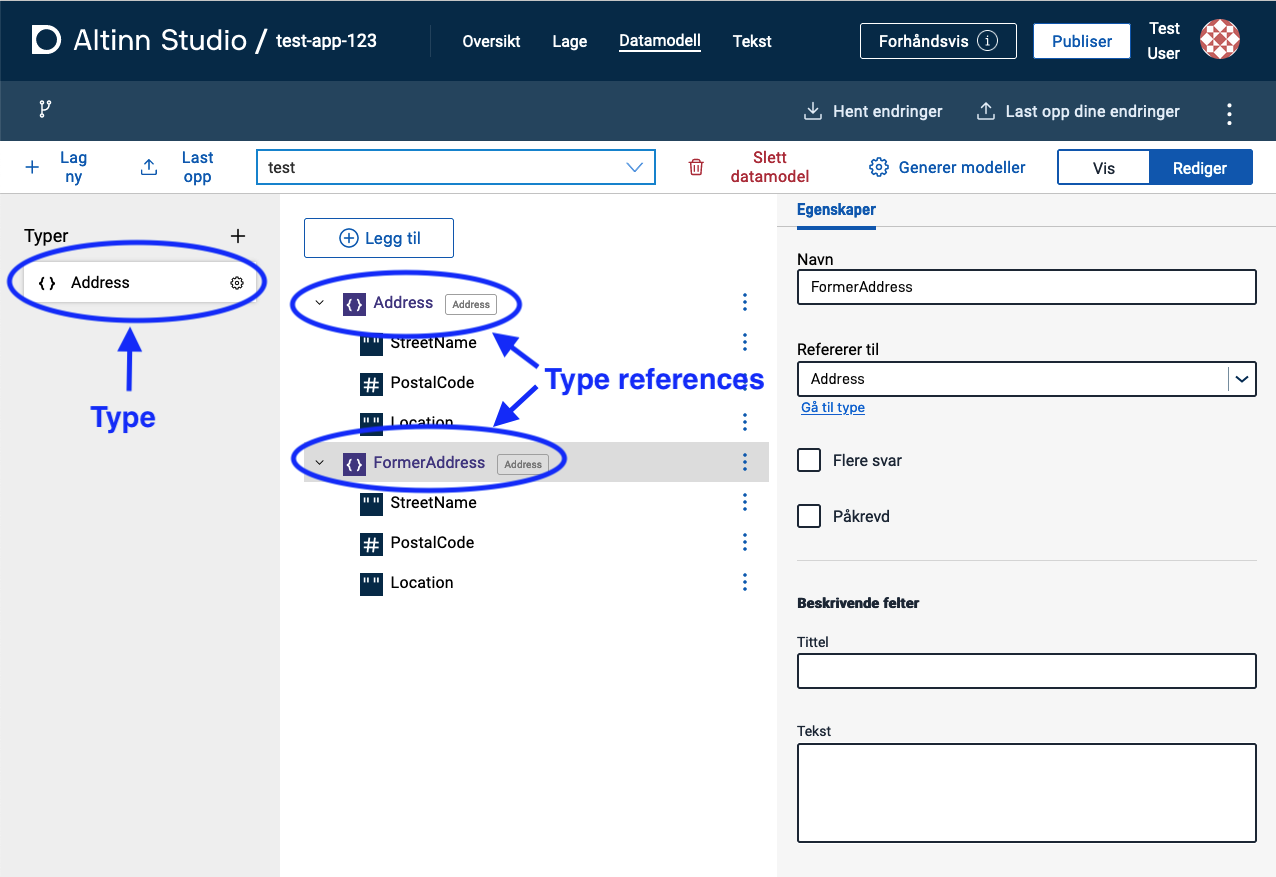 Altinn Studio / test-app-123
Oversikt
Lage
Datamodell
Tekst
Forhåndsvis
Publiser
Test
User
Hent endringer
Last opp dine endringer
Lag
ny
Last
opp
test
Slett
datamodel
Generer modeller
Vis
Rediger
Typer
Address
Type
Legg til
Address Address
StreetName
PostalCode
Location
FormerAddress Address
StreetName
PostalCode
Location
Type references
Egenskaper
Navn
FormerAddress
Refererer til
Address
Gå til type
Flere svar
Påkrevd
Beskrivende felter
Tittel
Tekst